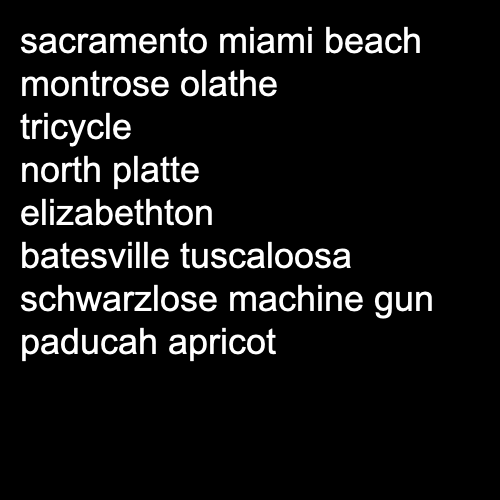 sacramento miami beach
montrose olathe
tricycle
north platte
elizabethton
batesville tuscaloosa
schwarzlose machine gun
paducah apricot